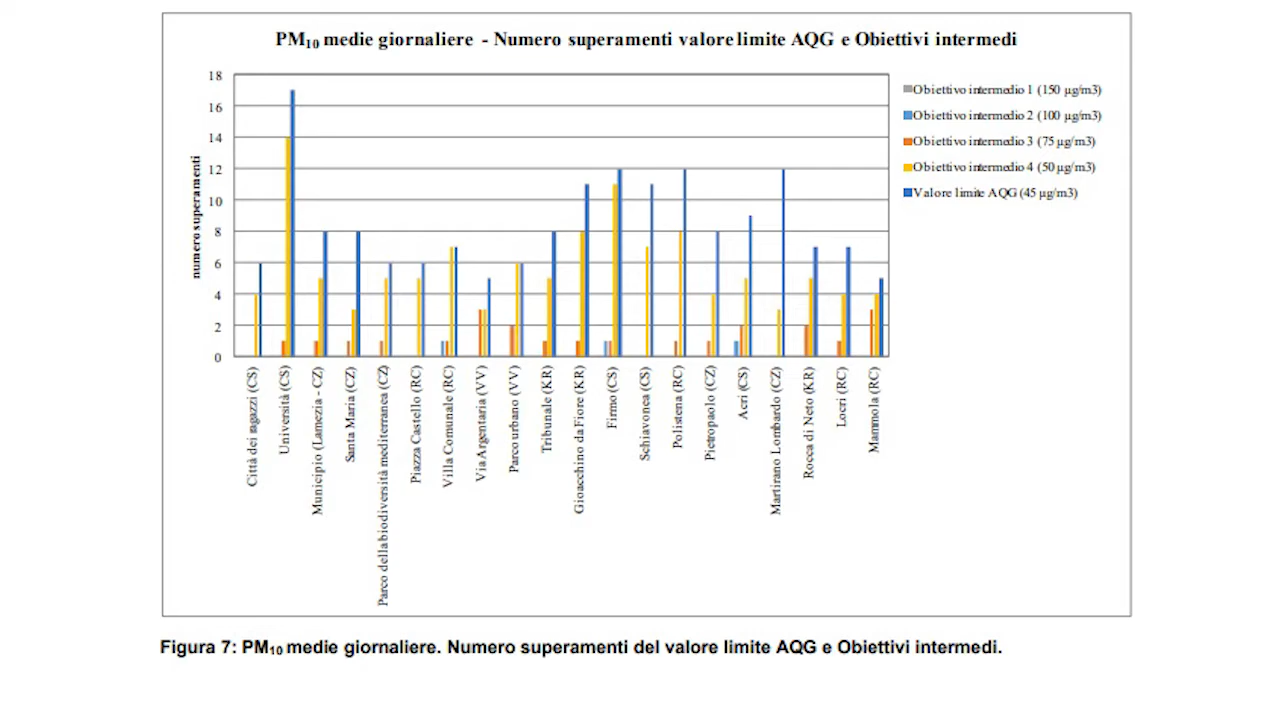 PM10 medie giornaliere - Numero superamenti valore limite AQG e Obiettivi intermedi
numero superamenti
18
16
14
12
10
8
6
4
2
0
Obiettivo intermedio 1 (150 µg/m3)
Obiettivo intermedio 2 (100 µg/m3)
Obiettivo intermedio 3 (75 µg/m3)
Obiettivo intermedio 4 (50 µg/m3)
Valore limite AQG (45 µg/m3)
Città dei ragazzi (CS)
Università (CS)
Municipio (Lamezia - CZ)
Santa Maria (CZ)
Parco della biodiversità mediterranea (CZ)
Piazza Castello (RC)
Villa Comunale (RC)
Via Argentaria (VV)
Parco urbano (VV)
Tribunale (KR)
Gioacchino da Fiore (KR)
Firmo (CS)
Schiavonea (CS)
Polistena (RC)
Pietropaolo (CZ)
Acri (CS)
Martirano Lombardo (CZ)
Rocca di Neto (KR)
Locri (RC)
Mammola (RC)
Figura 7: PM10 medie giornaliere. Numero superamenti del valore limite AQG e Obiettivi intermedi.